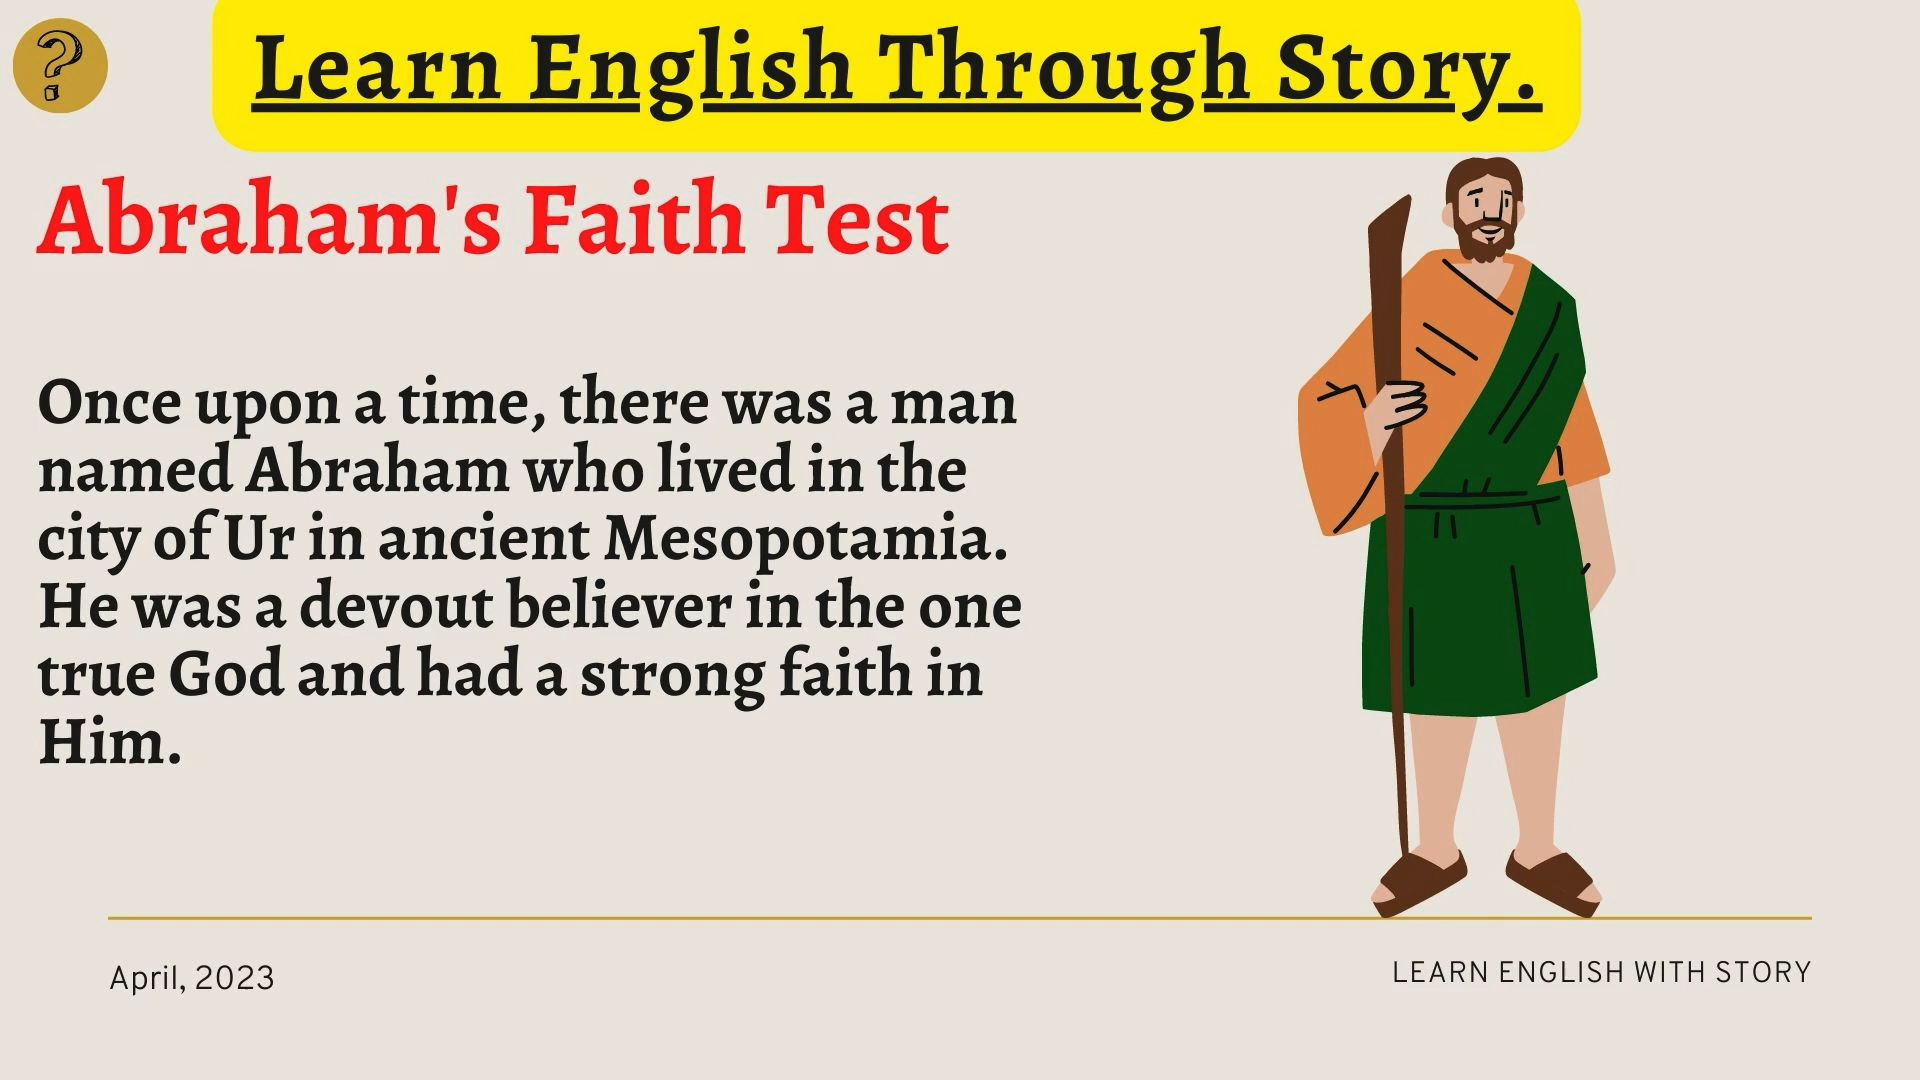 ?
Learn English Through Story.
Abraham's Faith Test
Once upon a time, there was a man
named Abraham who lived in the
city of Ur in ancient Mesopotamia.
He was a devout believer in the one
true God and had a strong faith in
Him.
April, 2023
LEARN ENGLISH WITH STORY